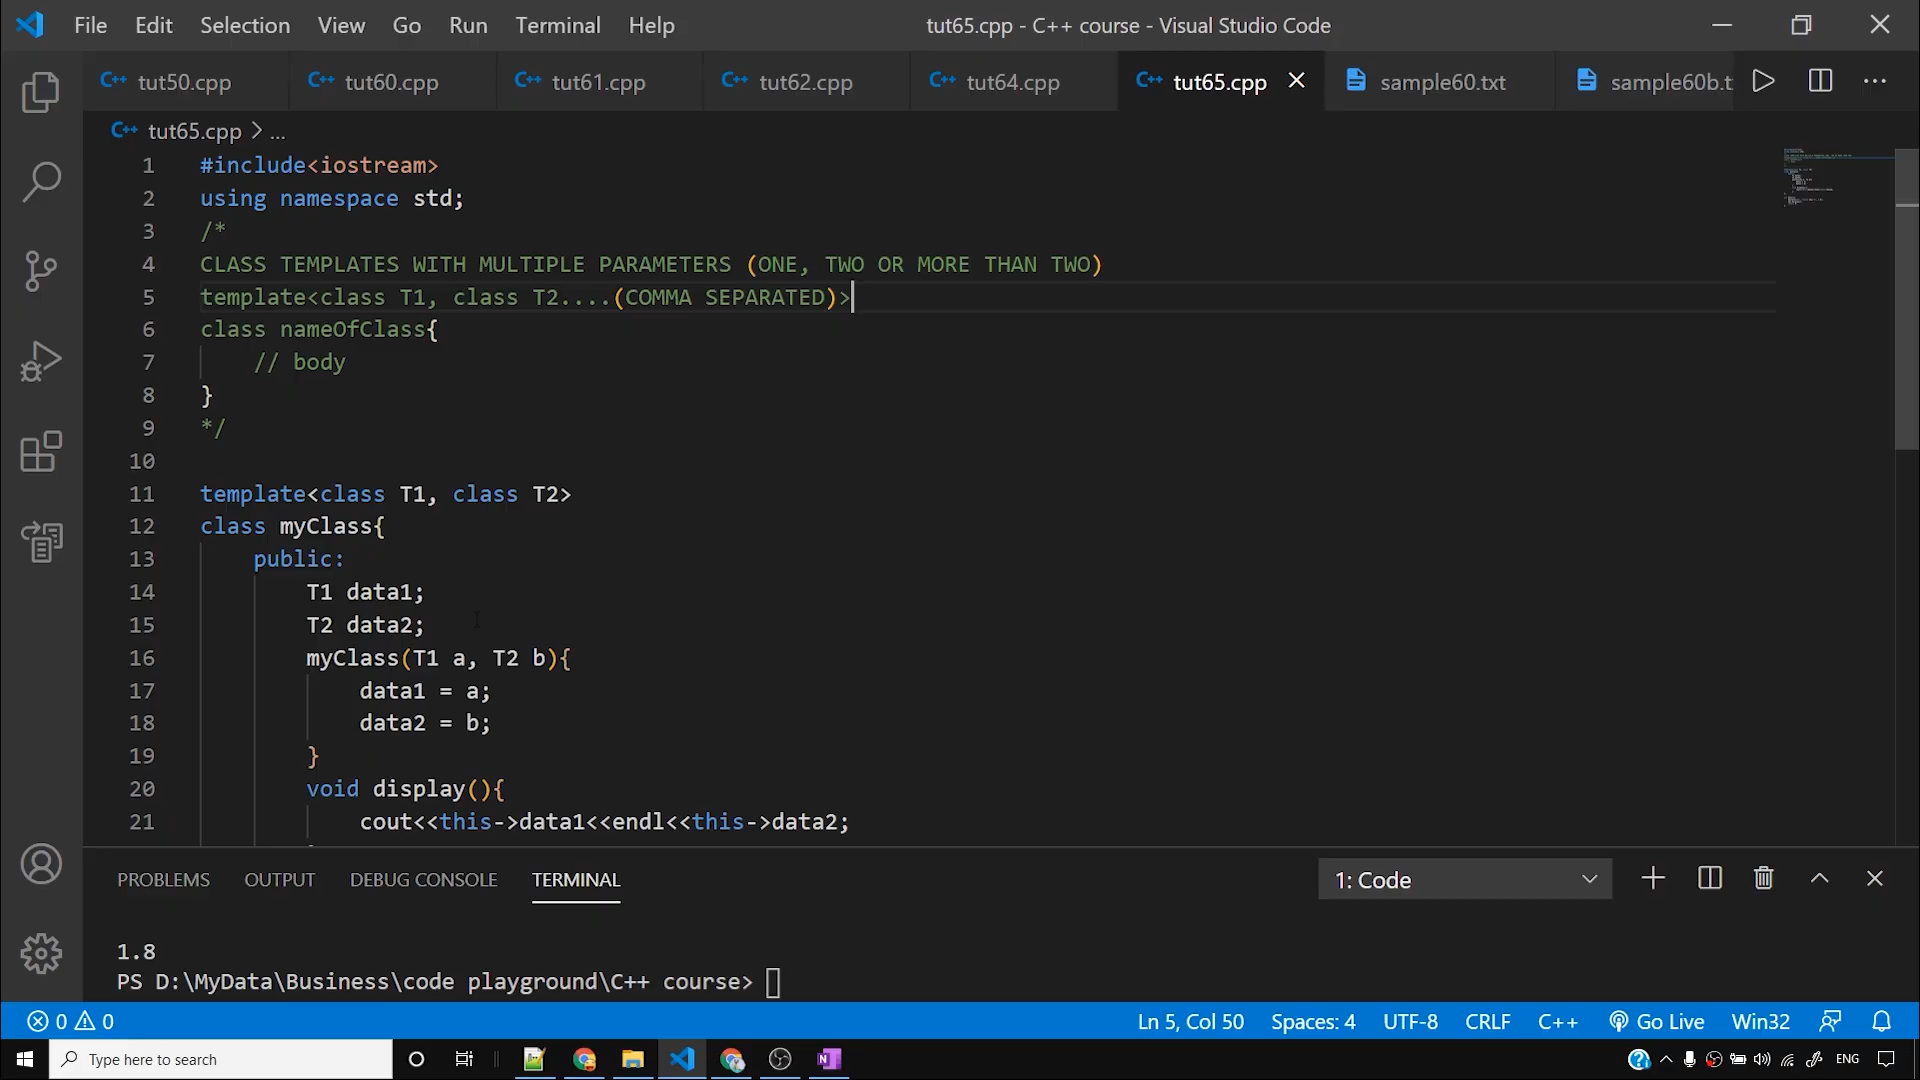 File Edit Selection View Go Run Terminal Help tut65.cpp - C++ course - Visual Studio Code
tut50.cpp tut60.cpp tut61.cpp tut62.cpp tut64.cpp tut65.cpp sample60.txt sample60b.t
tut65.cpp > ...
1 #include<iostream>
2 using namespace std;
3 /*
4 CLASS TEMPLATES WITH MULTIPLE PARAMETERS (ONE, TWO OR MORE THAN TWO)
5 template<class T1, class T2....(COMMA SEPARATED)>
6 class nameOfClass{
7 // body
8 }
9 */
10
11 template<class T1, class T2>
12 class myClass{
13 public:
14 T1 data1;
15 T2 data2;
16 myClass(T1 a, T2 b){
17 data1 = a;
18 data2 = b;
19 }
20 void display(){
21 cout<<this->data1<<endl<<this->data2;
PROBLEMS OUTPUT DEBUG CONSOLE TERMINAL 1: Code
1.8
PS D:\MyData\Business\code playground\C++ course>
0 0 Ln 5, Col 50 Spaces: 4 UTF-8 CRLF C++ Go Live Win32
Type here to search ENG